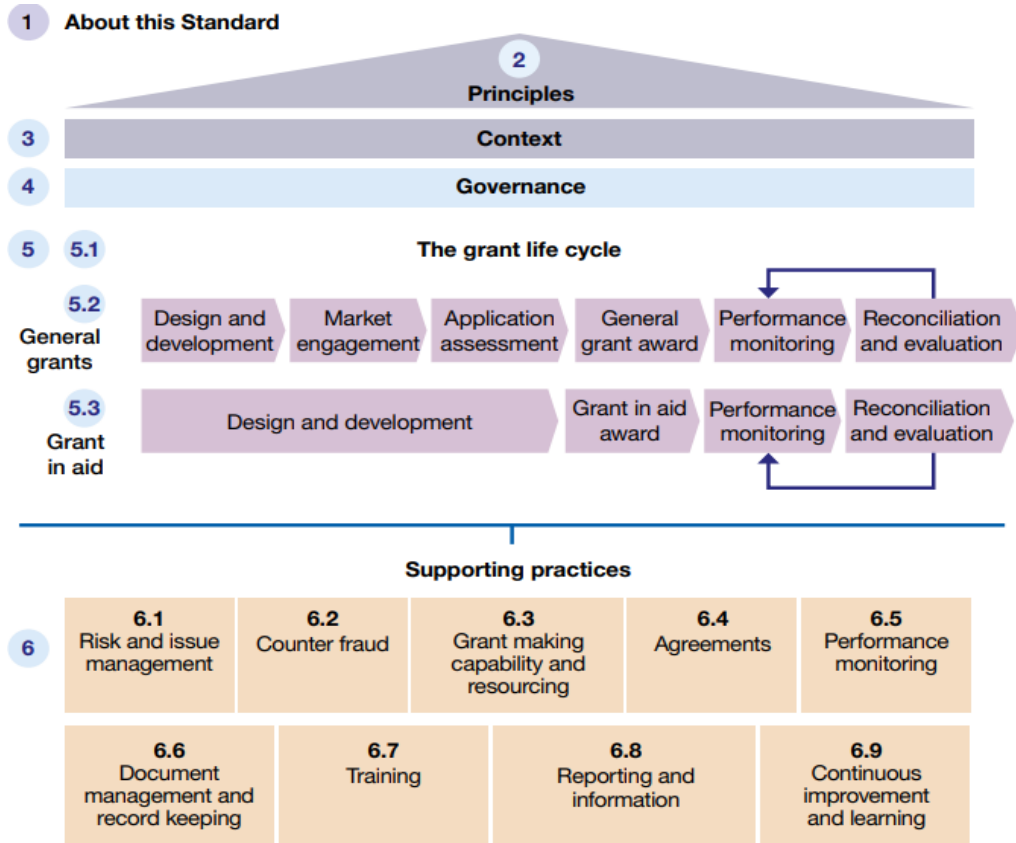 1 About this Standard
2
Principles
3 Context
4 Governance
5 5.1 The grant life cycle
5.2
General
grants
Design and
development
Market
engagement
Application
assessment
General
grant award
Performance
monitoring
Reconciliation
and evaluation
5.3
Grant
in aid
Design and development
Grant in aid
award
Performance
monitoring
Reconciliation
and evaluation
Supporting practices
6
6.1
Risk and issue
management
6.2
Counter fraud
6.3
Grant making
capability and
resourcing
6.4
Agreements
6.5
Performance
monitoring
6.6
Document
management and
record keeping
6.7
Training
6.8
Reporting and
information
6.9
Continuous
improvement
and learning